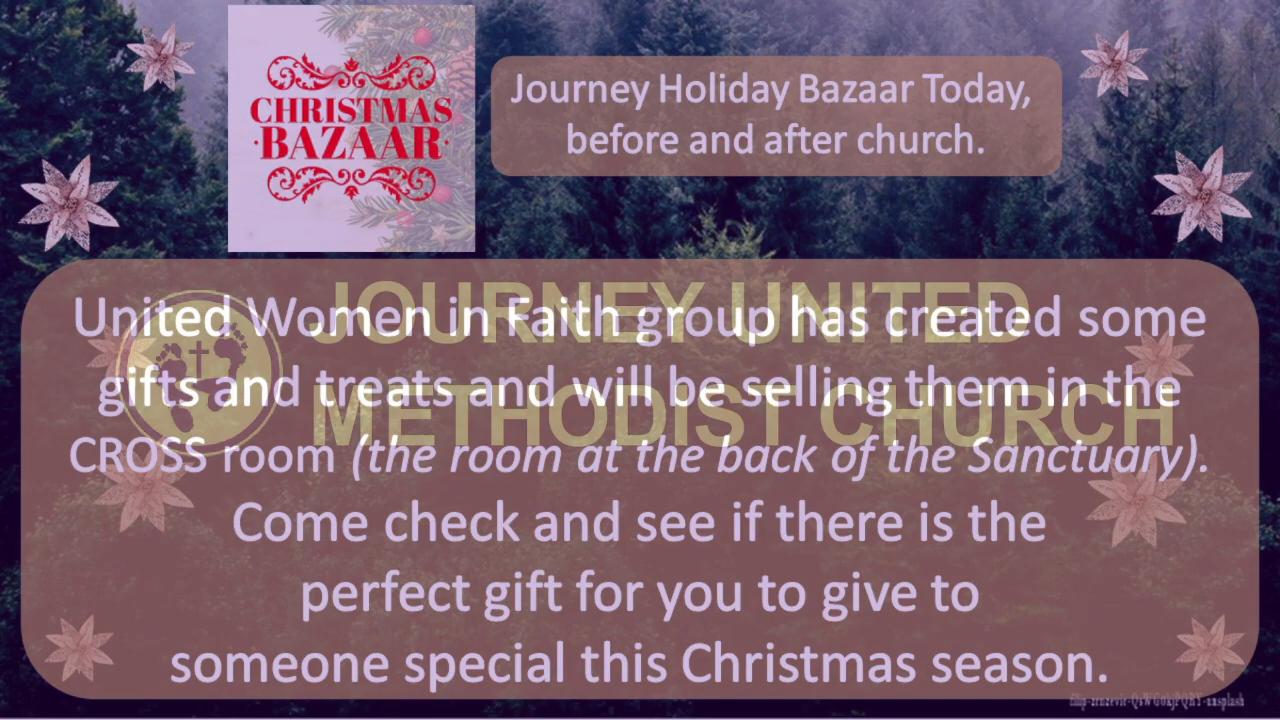 CHRISTMAS
·BAZAAR·
Journey Holiday Bazaar Today,
before and after church.
JOURNEY UNITED
METHODIST CHURCH
United Women in Faith group has created some
gifts and treats and will be selling them in the
CROSS room (the room at the back of the Sanctuary).
Come check and see if there is the
perfect gift for you to give to
someone special this Christmas season.